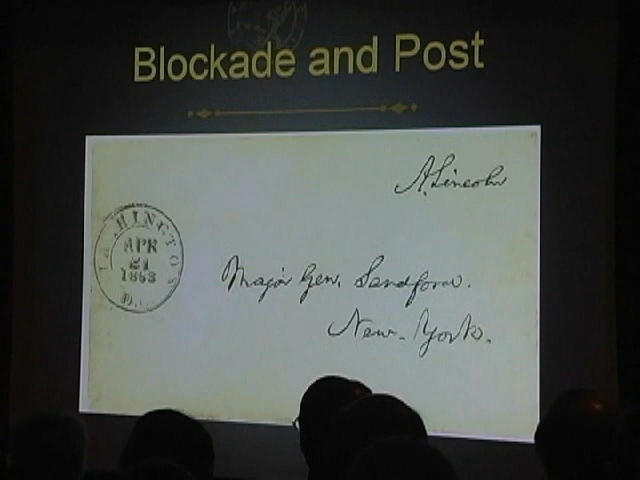 Blockade and Post
A. Lincoln
WASHINGTON
APR
21
1863
D.
Major Gen. Sandford.
New-York.